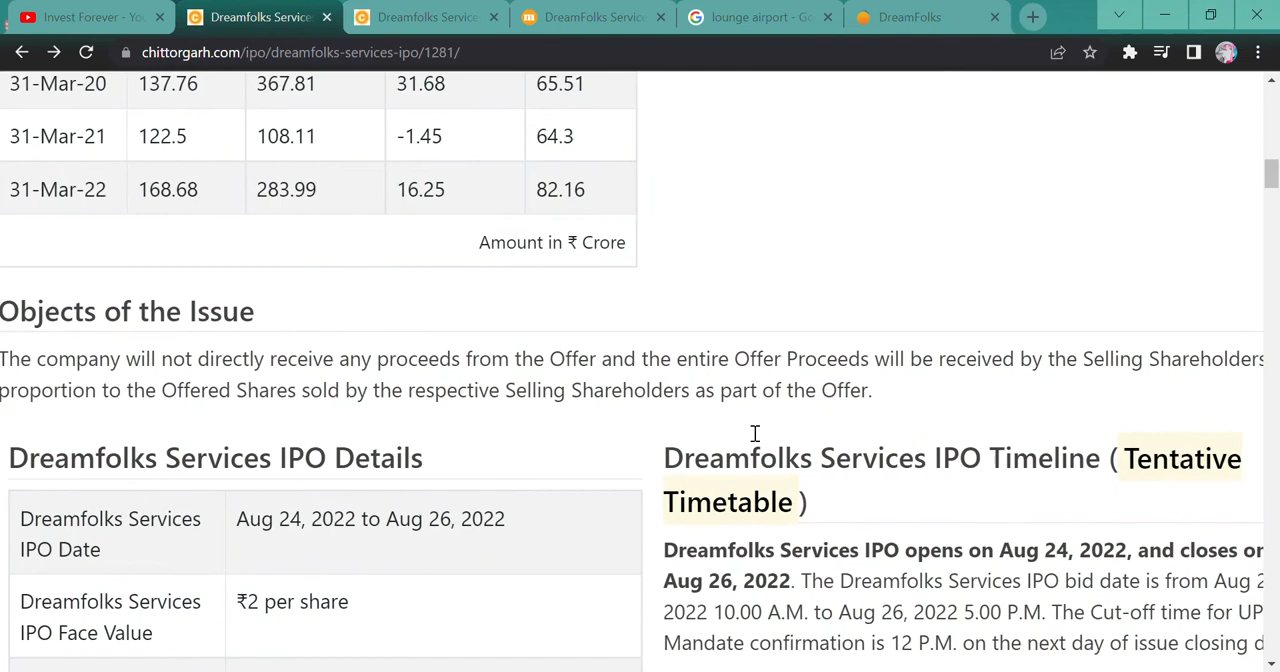 Invest Forever - You
Dreamfolks Service
Dreamfolks Service
DreamFolks Service
lounge airport - Go
DreamFolks
chittorgarh.com/ipo/dreamfolks-services-ipo/1281/
31-Mar-20 137.76 367.81 31.68 65.51
31-Mar-21 122.5 108.11 -1.45 64.3
31-Mar-22 168.68 283.99 16.25 82.16
Amount in ₹ Crore
Objects of the Issue
The company will not directly receive any proceeds from the Offer and the entire Offer Proceeds will be received by the Selling Shareholders
proportion to the Offered Shares sold by the respective Selling Shareholders as part of the Offer.
Dreamfolks Services IPO Details
Dreamfolks Services
IPO Date
Aug 24, 2022 to Aug 26, 2022
Dreamfolks Services
IPO Face Value
₹2 per share
Dreamfolks Services IPO Timeline (Tentative
Timetable)
Dreamfolks Services IPO opens on Aug 24, 2022, and closes on
Aug 26, 2022. The Dreamfolks Services IPO bid date is from Aug 2
2022 10.00 A.M. to Aug 26, 2022 5.00 P.M. The Cut-off time for UP
Mandate confirmation is 12 P.M. on the next day of issue closing d